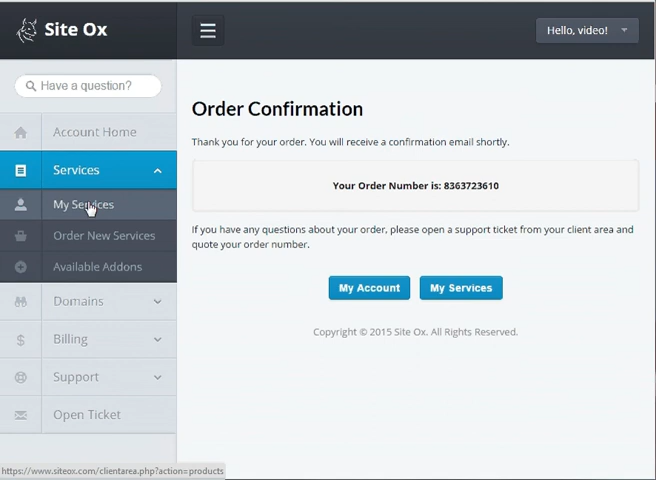 Site Ox
Hello, video!
Have a question?
Account Home
Services
My Services
Order New Services
Available Addons
Domains
Billing
Support
Open Ticket
Order Confirmation
Thank you for your order. You will receive a confirmation email shortly.
Your Order Number is: 8363723610
If you have any questions about your order, please open a support ticket from your client area and
quote your order number.
My Account
My Services
Copyright © 2015 Site Ox. All Rights Reserved.
https://www.siteox.com/clientarea.php?action=products